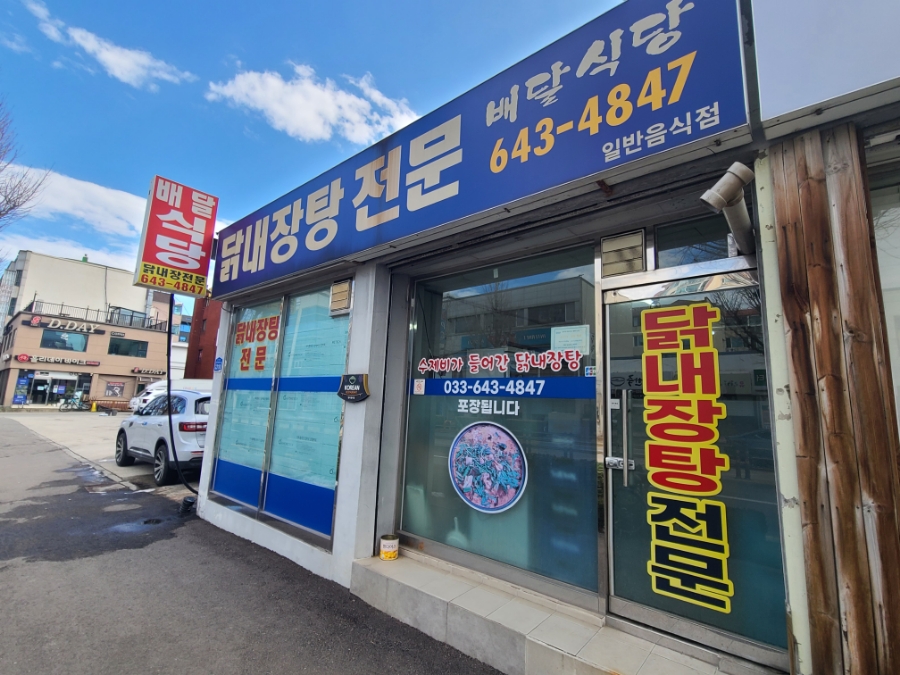 배달식당
닭내장탕 전문
643-4847
일반음식점
배달
식당
닭내장전문
643-4847
닭내장탕
전문
수제비가 들어간 닭내장탕
033-643-4847
포장됩니다
닭내장탕전문
KOREAN
D.DAY